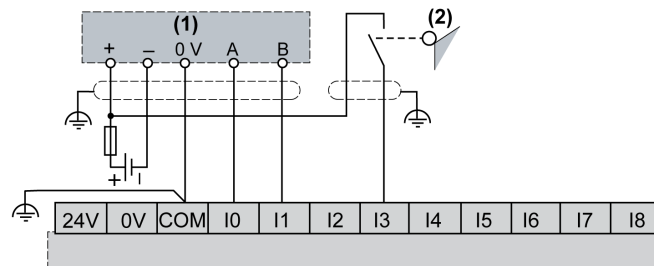 (1) (2)
+ – 0 V A B
+ –
24V 0V COM I0 I1 I2 I3 I4 I5 I6 I7 I8